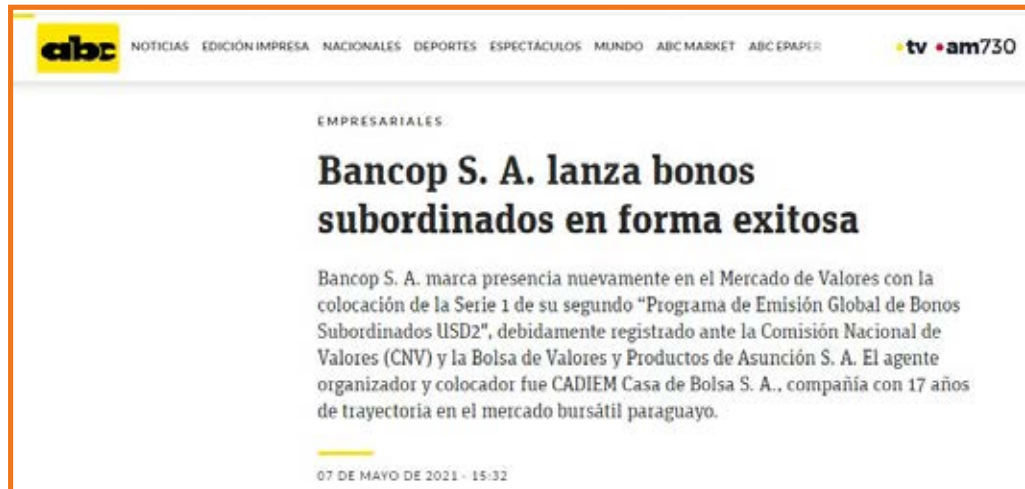 abc NOTICIAS EDICIÓN IMPRESA NACIONALES DEPORTES ESPECTÁCULOS MUNDO ABC MARKET ABC EPAPER tv am730
EMPRESARIALES
Bancop S. A. lanza bonos
subordinados en forma exitosa
Bancop S. A. marca presencia nuevamente en el Mercado de Valores con la
colocación de la Serie 1 de su segundo “Programa de Emisión Global de Bonos
Subordinados USD2”, debidamente registrado ante la Comisión Nacional de
Valores (CNV) y la Bolsa de Valores y Productos de Asunción S. A. El agente
organizador y colocador fue CADIEM Casa de Bolsa S. A., compañía con 17 años
de trayectoria en el mercado bursátil paraguayo.
07 DE MAYO DE 2021 - 15:32